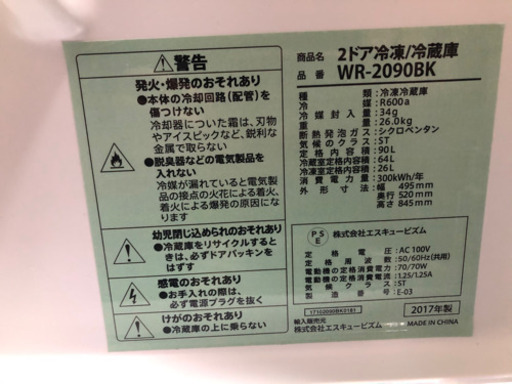 警告
発火・爆発のおそれあり
●本体の冷却回路(配管)を
傷つけない
冷却器についた霜は、刃物
やアイスピックなど、鋭利な
金属で取らない
●脱臭器などの電気製品を
入れない
冷媒が漏れていると電気製
品の接点の火花による着
火による爆発の原因に
なります
幼児閉じ込められのおそれあり
●冷蔵庫をリサイクルすると
きは、必ずドアパッキンを
はずす
感電のおそれあり
●お手入れの際は、
必ず電源プラグを抜く
けがのおそれあり
●冷蔵庫の上に乗らない
商品名 2ドア冷凍/冷蔵庫
品番 WR-2090BK
種類:冷凍冷蔵庫
冷媒:R600a
冷媒封入量:34g
質量:26.0kg
断熱発泡ガス:シクロペンタン
気候のクラス:ST
定格内容積:90L
冷蔵室定格内容積:64L
冷凍室定格内容積:26L
消費電力量:300kWh/年
外形寸法:幅 495mm
奥行 520mm
高さ 845mm
PSE 株式会社エスキュービズム
定格電圧:AC 100V
定格周波数:50/60Hz(共用)
電動機の定格消費電力:70/70W
電動機の定格消費電流:1.25/1.25A
気候クラス:ST
製造番号:E-03
17102090BK0181
2017年製
輸入販売元
株式会社エスキュービズム
MADE IN CHINA